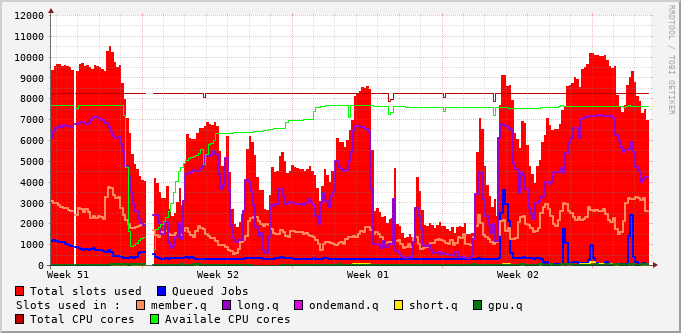 RRDTOOL / TOBI OETIKER
12000
11000
10000
9000
8000
7000
6000
5000
4000
3000
2000
1000
0
Week 51 Week 52 Week 01 Week 02
Total slots used Queued Jobs
Slots used in : member.q long.q ondemand.q short.q gpu.q
Total CPU cores Availale CPU cores